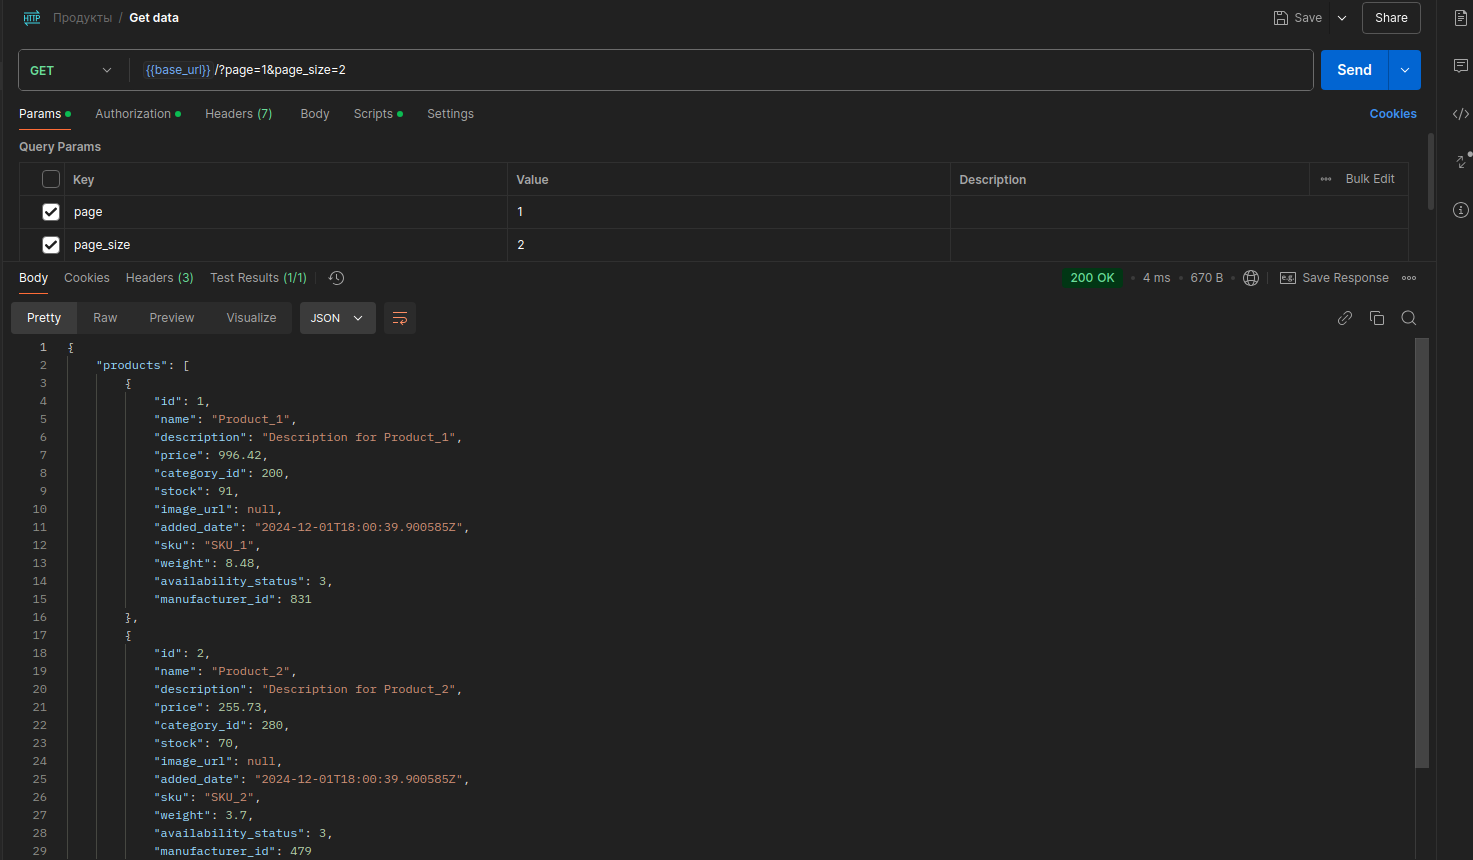 HTTP Продукты / Get data Save Share
GET {{base_url}} /?page=1&page_size=2 Send
Params Authorization Headers (7) Body Scripts Settings Cookies
Query Params
Key Value Description Bulk Edit
page 1
page_size 2
Body Cookies Headers (3) Test Results (1/1) 200 OK • 4 ms • 670 B • e.g. Save Response
Pretty Raw Preview Visualize JSON
1 {
2 "products": [
3 {
4 "id": 1,
5 "name": "Product_1",
6 "description": "Description for Product_1",
7 "price": 996.42,
8 "category_id": 200,
9 "stock": 91,
10 "image_url": null,
11 "added_date": "2024-12-01T18:00:39.900585Z",
12 "sku": "SKU_1",
13 "weight": 8.48,
14 "availability_status": 3,
15 "manufacturer_id": 831
16 },
17 {
18 "id": 2,
19 "name": "Product_2",
20 "description": "Description for Product_2",
21 "price": 255.73,
22 "category_id": 280,
23 "stock": 70,
24 "image_url": null,
25 "added_date": "2024-12-01T18:00:39.900585Z",
26 "sku": "SKU_2",
27 "weight": 3.7,
28 "availability_status": 3,
29 "manufacturer_id": 479